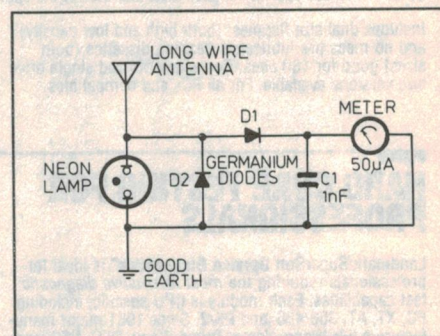 LONG WIRE
ANTENNA
D1
METER
NEON
LAMP
D2
GERMANIUM
DIODES
C1
1nF
50µA
GOOD
EARTH